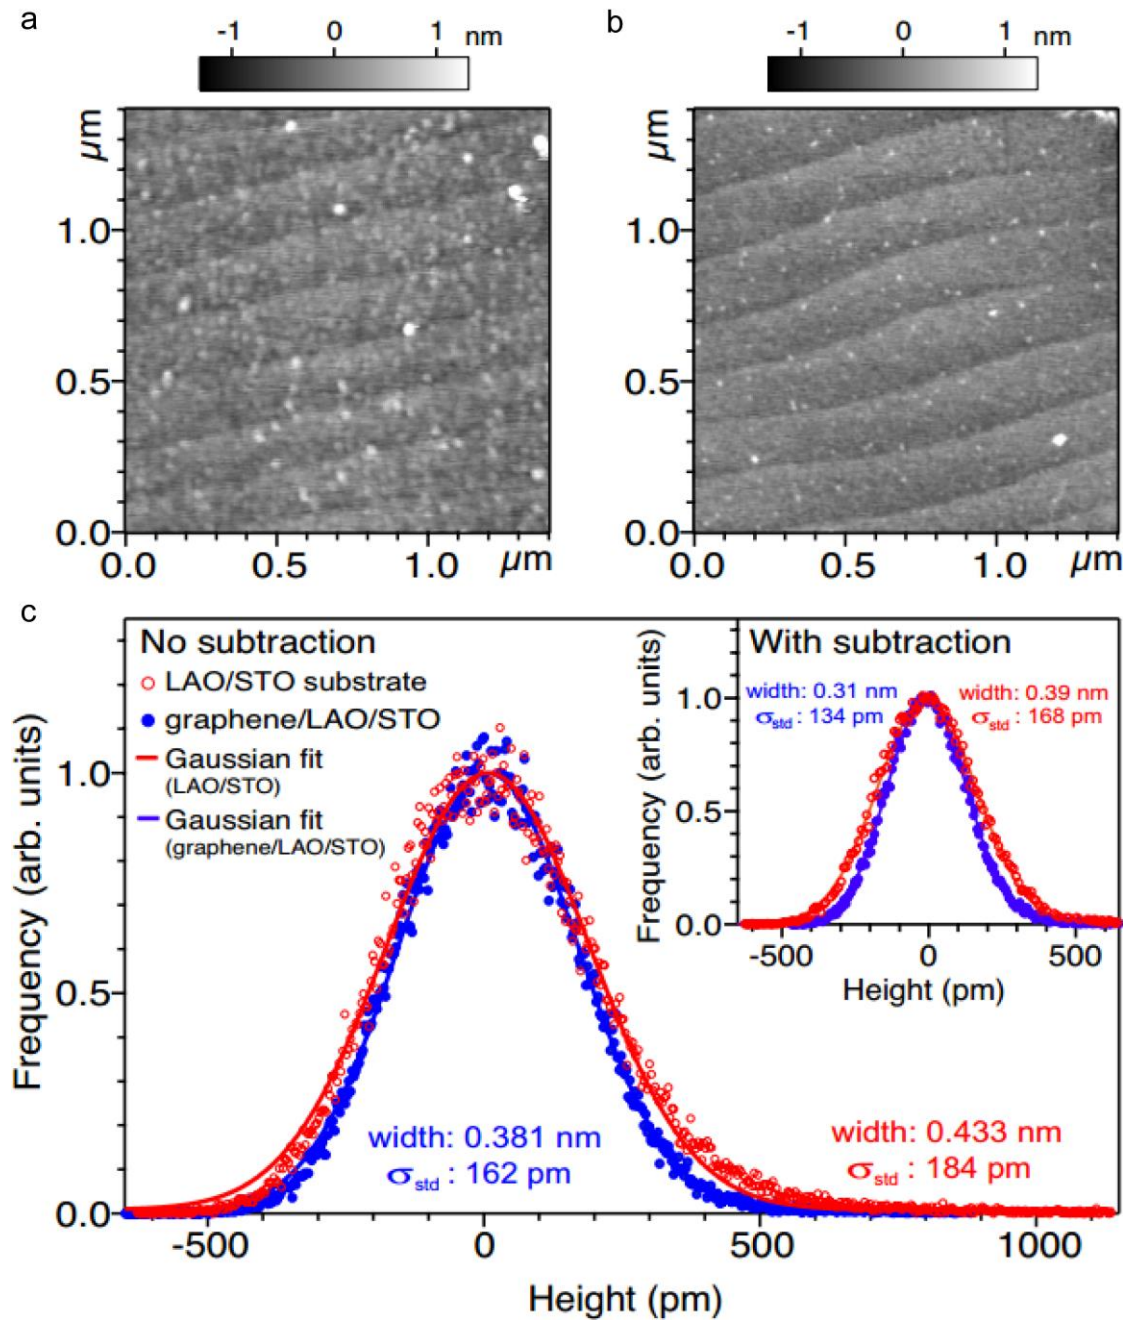 a
-1 0 1 nm
µm
1.0
0.5
0.0
0.0 0.5 1.0 µm
b
-1 0 1 nm
µm
1.0
0.5
0.0
0.0 0.5 1.0 µm
c
No subtraction
LAO/STO substrate
graphene/LAO/STO
Gaussian fit
(LAO/STO)
Gaussian fit
(graphene/LAO/STO)
Frequency (arb. units)
1.0
0.5
0.0
width: 0.381 nm
σstd : 162 pm
width: 0.433 nm
σstd : 184 pm
-500 0 500 1000
Height (pm)
With subtraction
width: 0.31 nm
σstd : 134 pm
width: 0.39 nm
σstd : 168 pm
Frequency (arb. units)
1.0
0.5
0.0
-500 0 500
Height (pm)